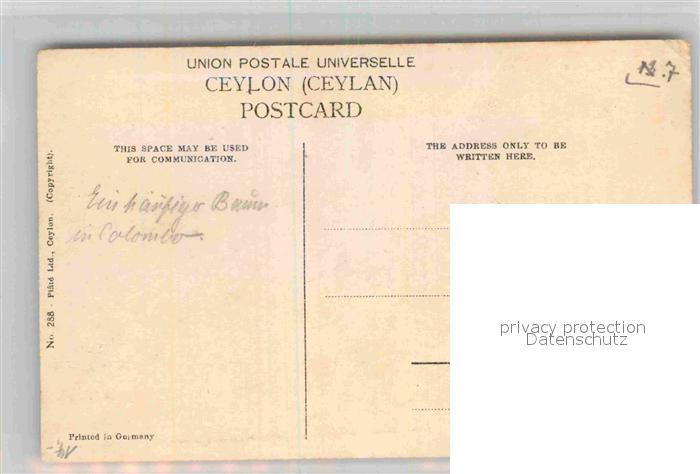 UNION POSTALE UNIVERSELLE
CEYLON (CEYLAN)
POSTCARD
THIS SPACE MAY BE USED
FOR COMMUNICATION.
THE ADDRESS ONLY TO BE
WRITTEN HERE.
Ein häufiger Baum
in Colombo.
No. 288 - Plâté Ltd., Ceylon. (Copyright).
Printed in Germany
privacy protection
Datenschutz